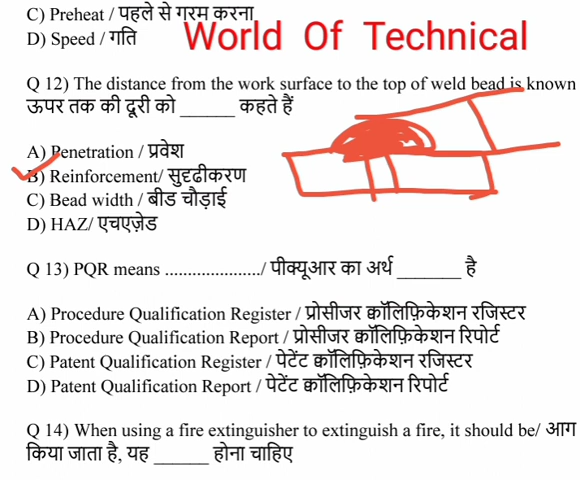 C) Preheat / पहले से गरम करना
D) Speed / गति
World Of Technical
Q 12) The distance from the work surface to the top of weld bead is known
ऊपर तक की दूरी को ______ कहते हैं
A) Penetration / प्रवेश
B) Reinforcement/ सुदृढीकरण
C) Bead width / बीड चौड़ाई
D) HAZ/ एचएज़ेड
Q 13) PQR means ...................../ पीक्यूआर का अर्थ _______ है
A) Procedure Qualification Register / प्रोसीजर क्वॉलिफ़िकेशन रजिस्टर
B) Procedure Qualification Report / प्रोसीजर क्वॉलिफ़िकेशन रिपोर्ट
C) Patent Qualification Register / पेटेंट क्वॉलिफ़िकेशन रजिस्टर
D) Patent Qualification Report / पेटेंट क्वॉलिफ़िकेशन रिपोर्ट
Q 14) When using a fire extinguisher to extinguish a fire, it should be/ आग
किया जाता है, यह ______ होना चाहिए